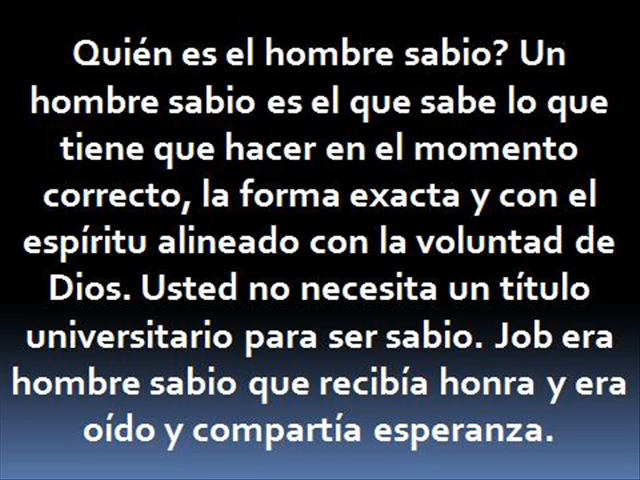 Quién es el hombre sabio? Un
hombre sabio es el que sabe lo que
tiene que hacer en el momento
correcto, la forma exacta y con el
espíritu alineado con la voluntad de
Dios. Usted no necesita un título
universitario para ser sabio. Job era
hombre sabio que recibía honra y era
oído y compartía esperanza.